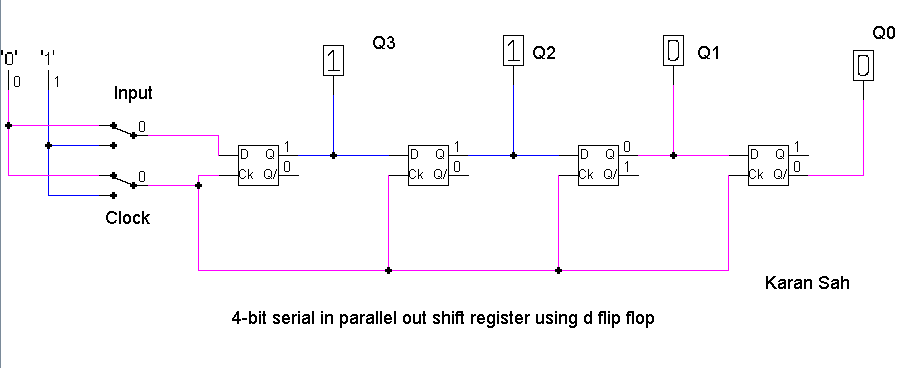 Q3
Q2
Q1
Q0
1
1
0
0
'0' '1'
0 1
Input
0
0
Clock
D Q 1
Ck Q/ 0
D Q 1
Ck Q/ 0
D Q 0
Ck Q/ 1
D Q 1
Ck Q/ 0
Karan Sah
4-bit serial in parallel out shift register using d flip flop